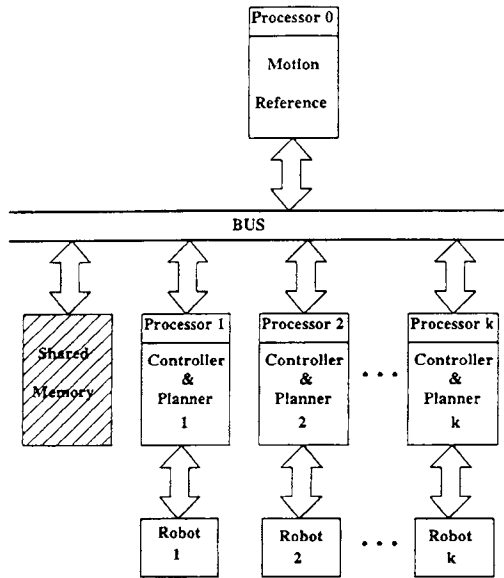 Processor 0
Motion
Reference
BUS
Shared
Memory
Processor 1
Controller
&
Planner
1
Processor 2
Controller
&
Planner
2
• • •
Processor k
Controller
&
Planner
k
Robot
1
Robot
2
• • •
Robot
k